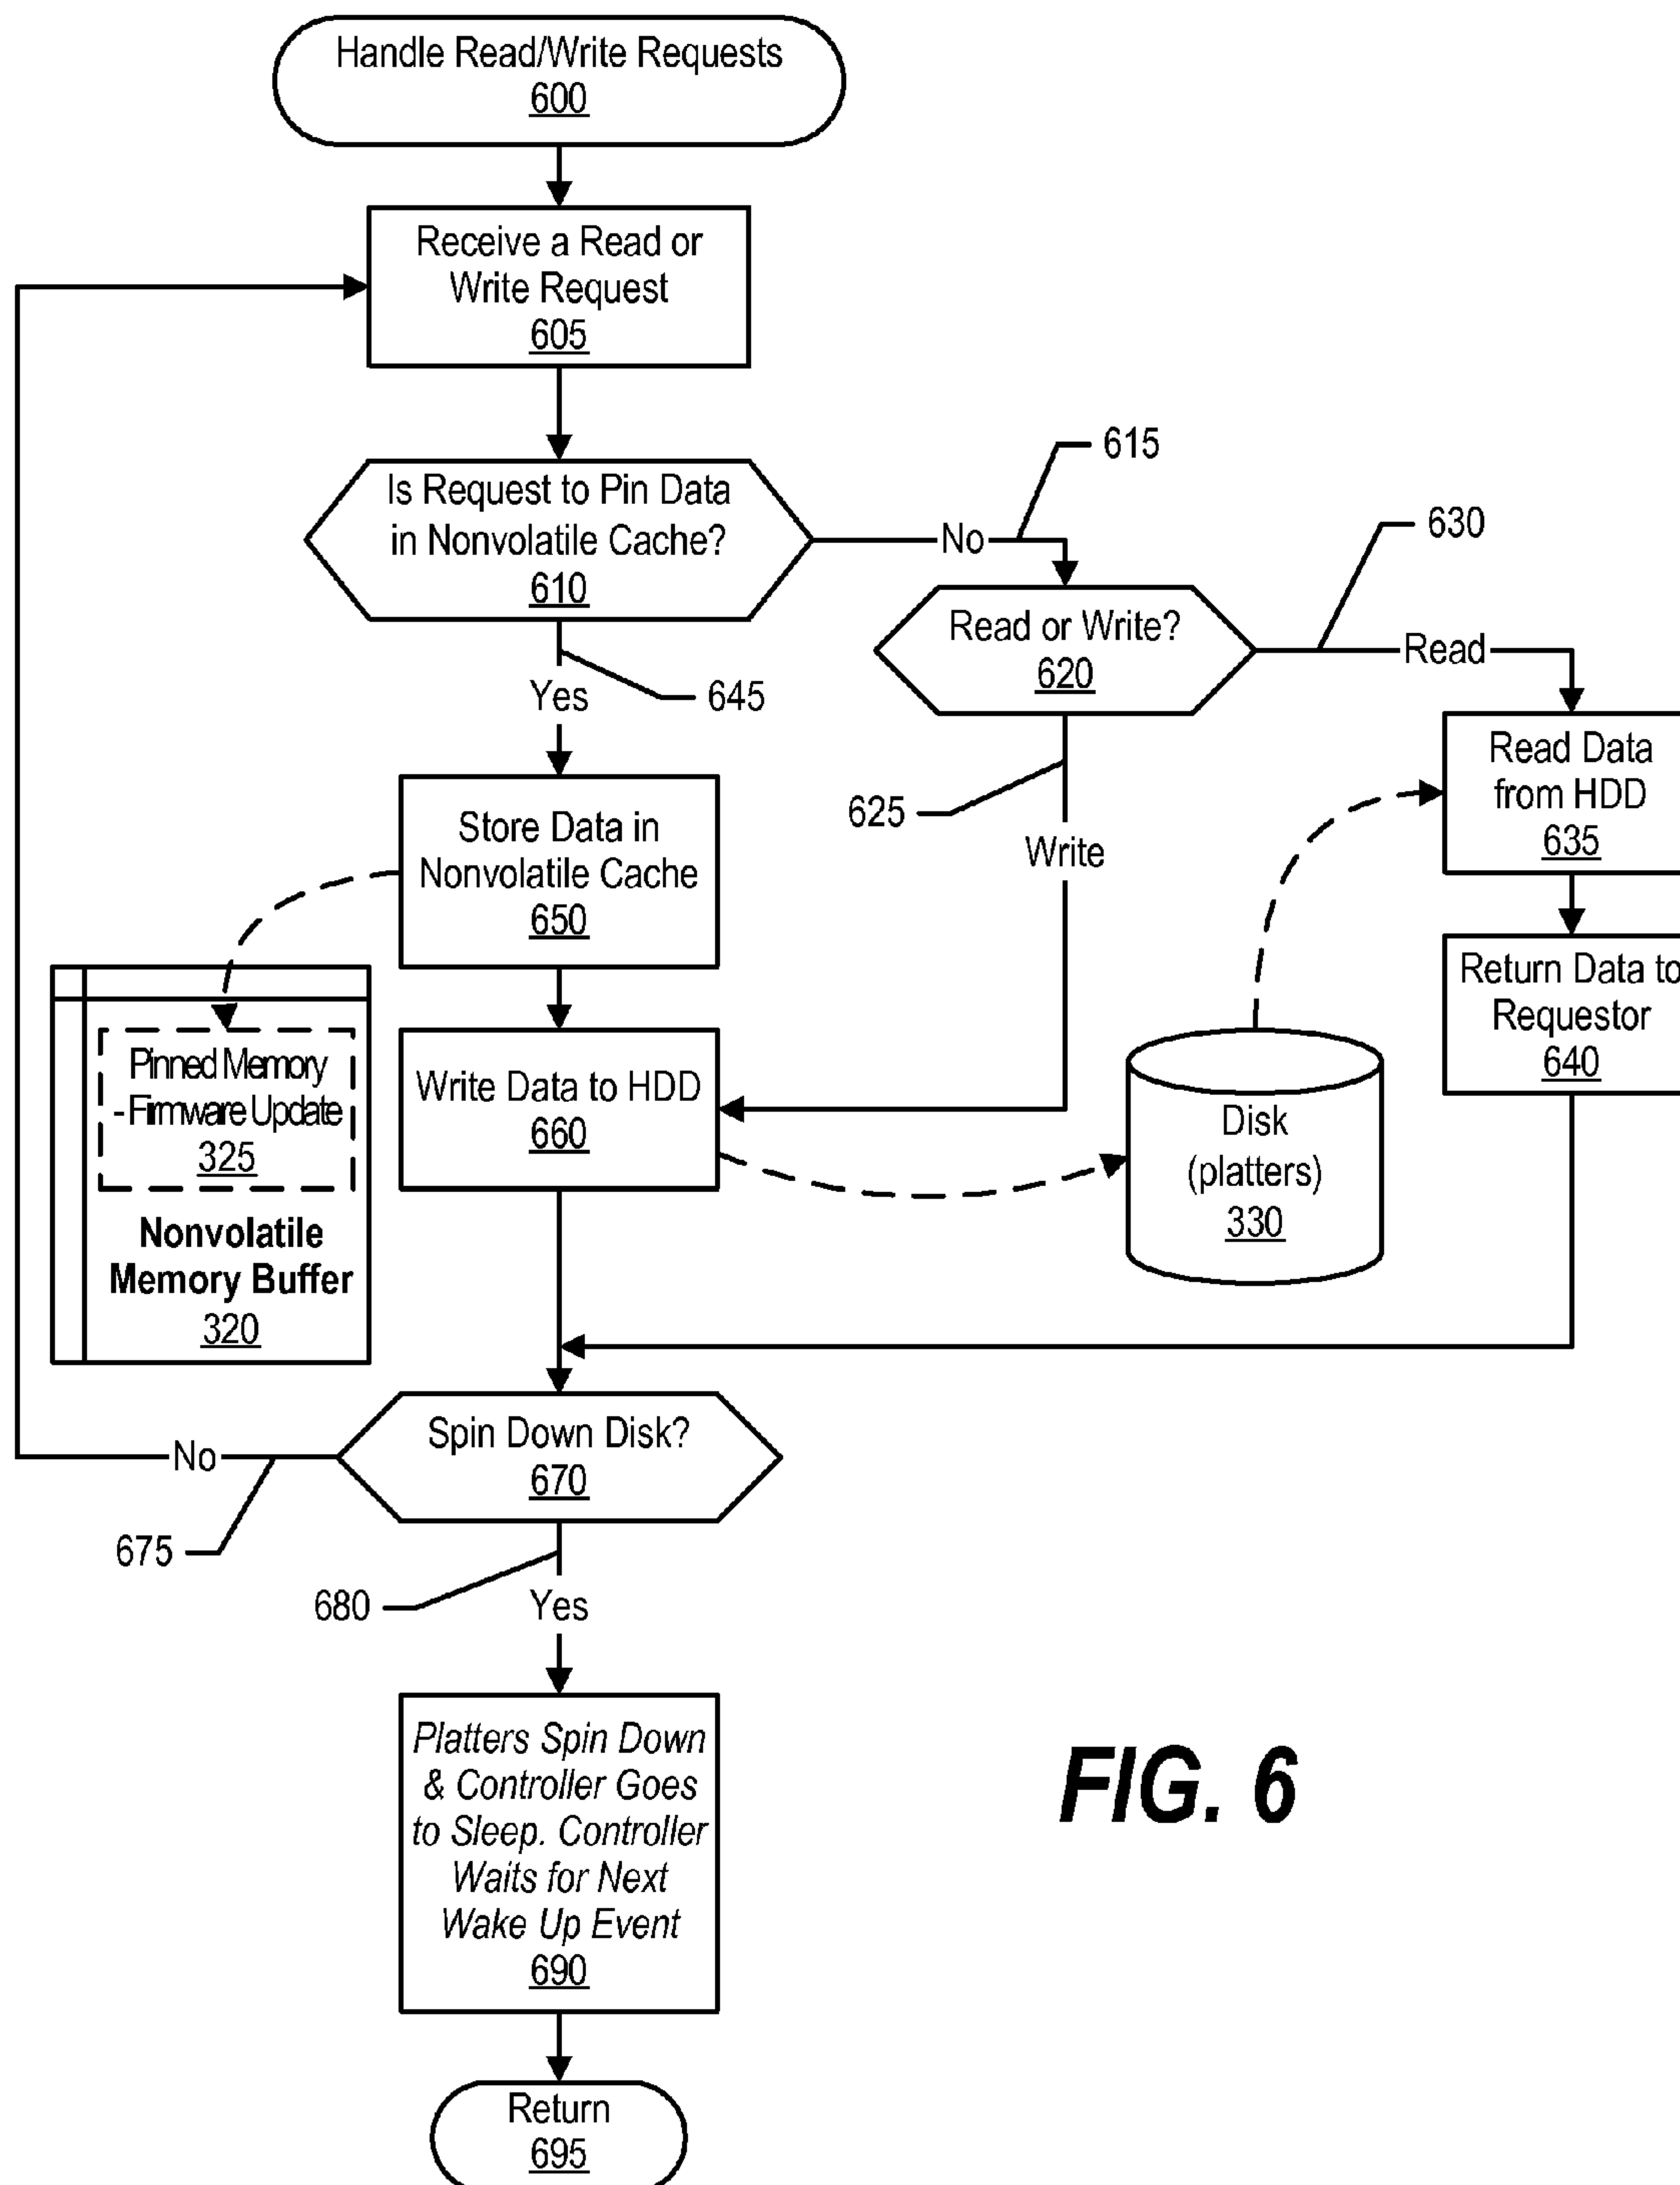 Handle Read/Write Requests
600
Receive a Read or
Write Request
605
615
Is Request to Pin Data
in Nonvolatile Cache?
610
No
630
Read or Write?
620
Read
Yes
645
625
Write
Read Data
from HDD
635
Store Data in
Nonvolatile Cache
650
Return Data to
Requestor
640
Pinned Memory
- Firmware Update
325
Nonvolatile
Memory Buffer
320
Write Data to HDD
660
Disk
(platters)
330
Spin Down Disk?
670
No
675
680
Yes
Platters Spin Down
& Controller Goes
to Sleep. Controller
Waits for Next
Wake Up Event
690
FIG. 6
Return
695